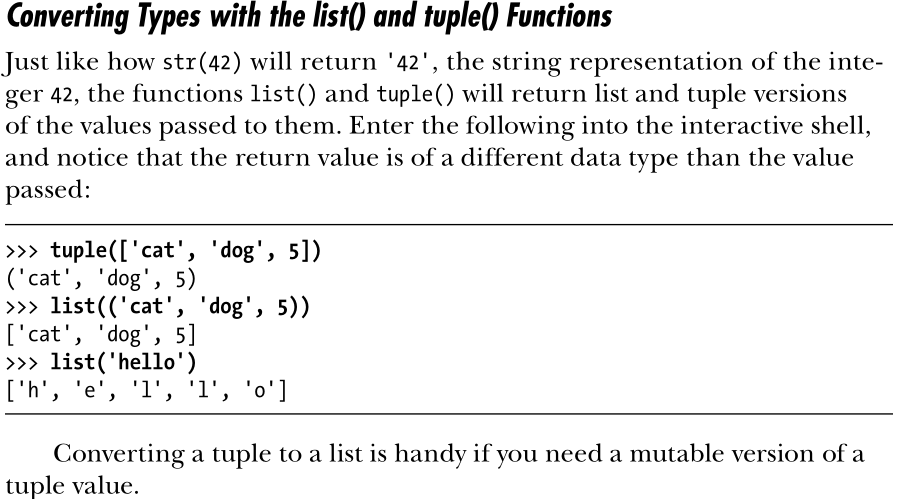 Converting Types with the list() and tuple() Functions
Just like how str(42) will return '42', the string representation of the inte-
ger 42, the functions list() and tuple() will return list and tuple versions
of the values passed to them. Enter the following into the interactive shell,
and notice that the return value is of a different data type than the value
passed:
>>> tuple(['cat', 'dog', 5])
('cat', 'dog', 5)
>>> list(('cat', 'dog', 5))
['cat', 'dog', 5]
>>> list('hello')
['h', 'e', 'l', 'l', 'o']
Converting a tuple to a list is handy if you need a mutable version of a
tuple value.